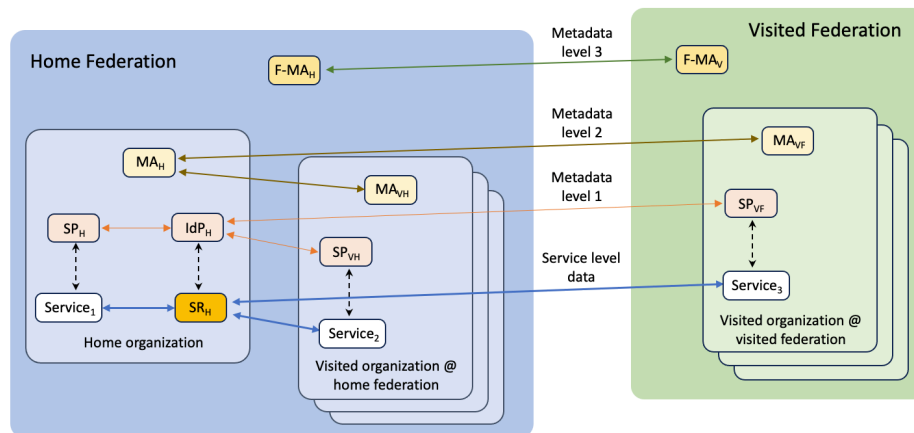 Home Federation
F-MAH
Metadata
level 3
Visited Federation
F-MAV
Metadata
level 2
MAH
MAVH
MAVF
Metadata
level 1
SPH
IdPH
SPVH
SPVF
Service level
data
Service1
SRH
Service2
Service3
Home organization
Visited organization @
home federation
Visited organization @
visited federation